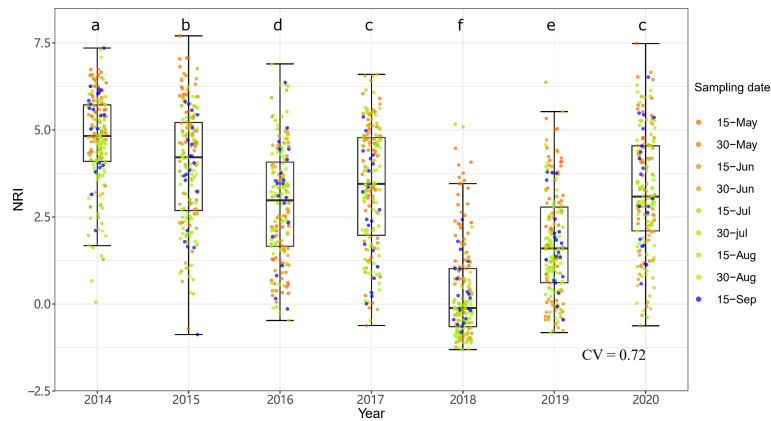 a b d c f e c
Sampling date
15-May
30-May
15-Jun
30-Jun
15-Jul
30-jul
15-Aug
30-Aug
15-Sep
7.5
5.0
2.5
0.0
−2.5
NRI
CV = 0.72
2014 2015 2016 2017 2018 2019 2020
Year